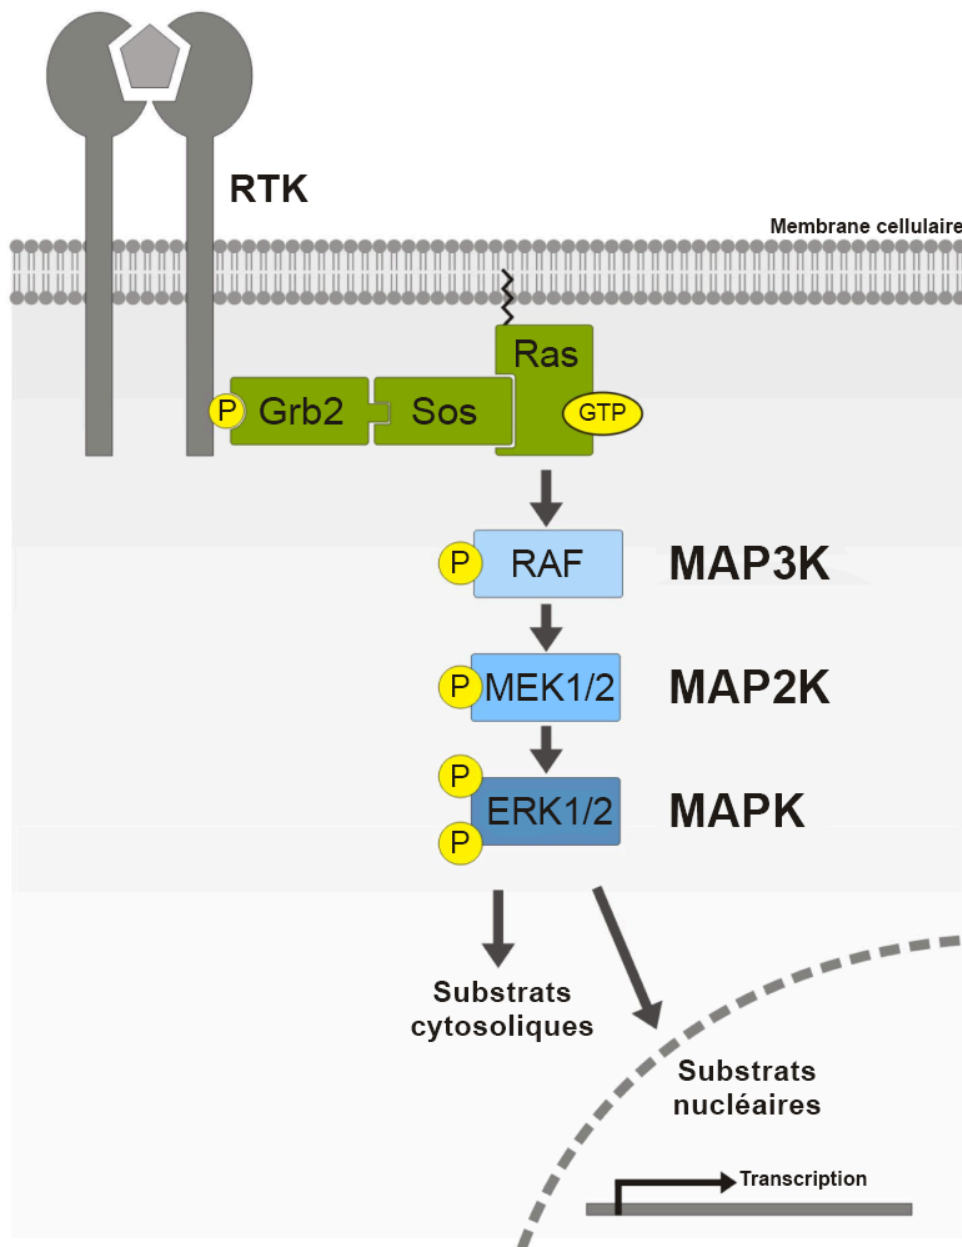 RTK
Membrane cellulaire
Ras
P
Grb2
Sos
GTP
P
RAF
MAP3K
P
MEK1/2
MAP2K
P
ERK1/2
MAPK
P
Substrats
cytosoliques
Substrats
nucléaires
Transcription